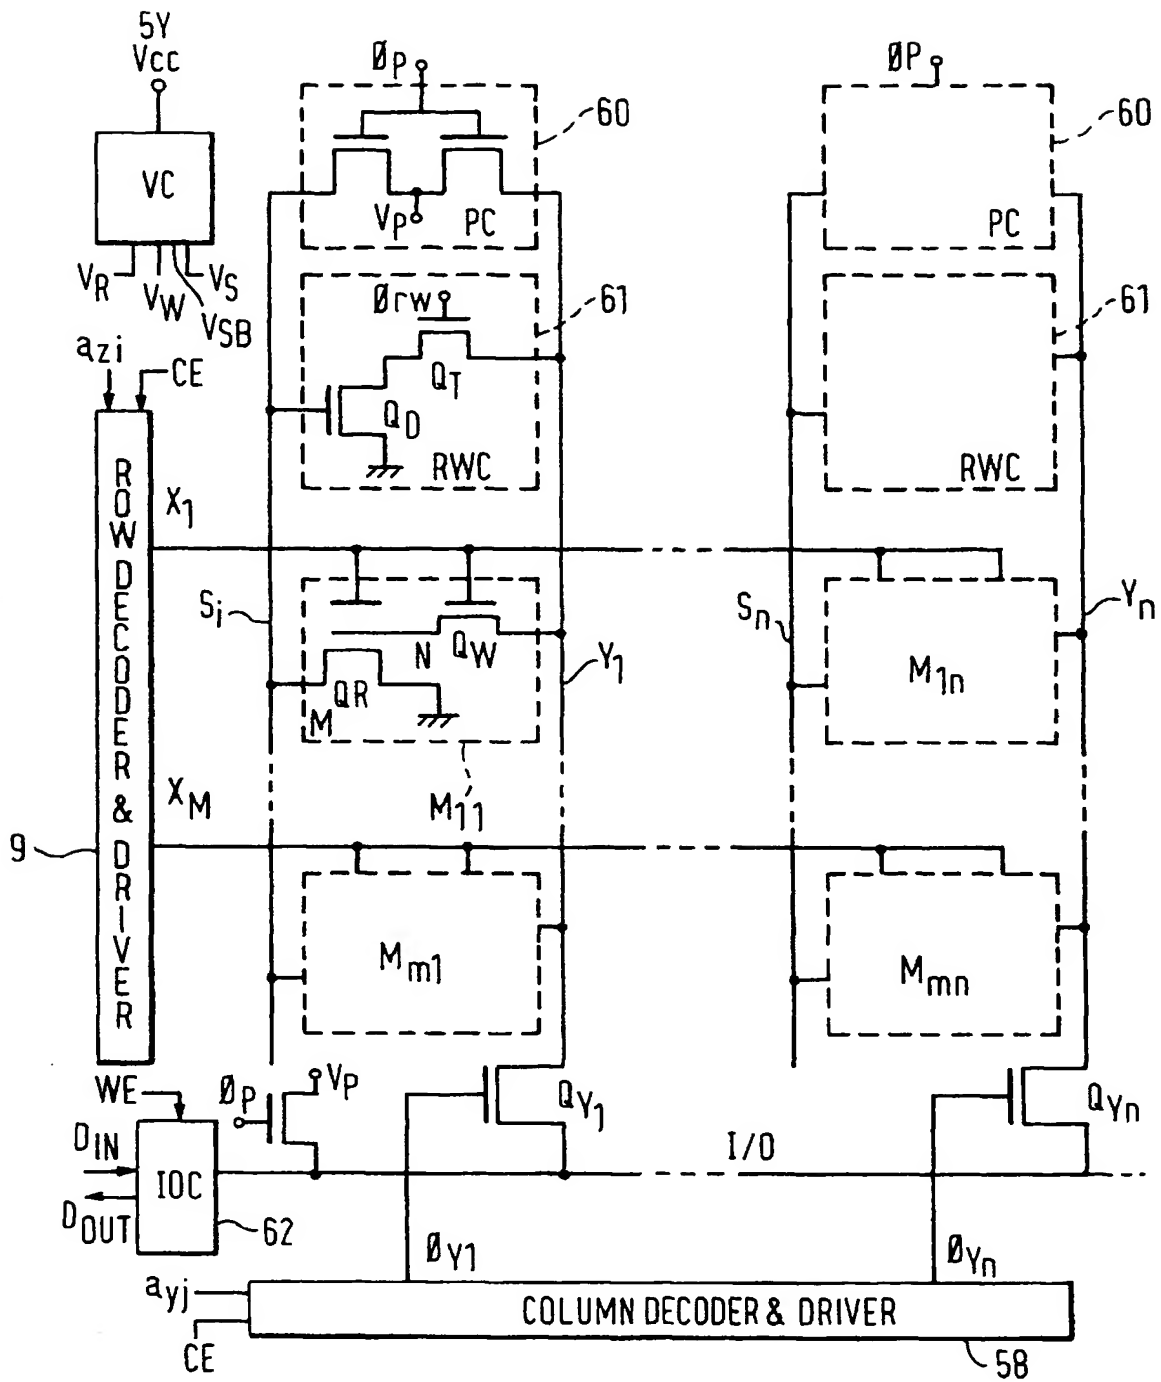 5Y
Vcc
VC
VR
VW
VSB
VS
ØP
60
VP
PC
ØP
60
PC
Ørw
61
QT
QD
RWC
61
RWC
azi
CE
ROW DECODER & DRIVER
9
X1
Si
N
QW
QR
M
Y1
M11
Sn
M1n
Yn
XM
Mm1
Mmn
WE
ØP
VP
QY1
QYn
DIN
DOUT
IOC
62
I/O
ØY1
ØYn
ayj
CE
COLUMN DECODER & DRIVER
58